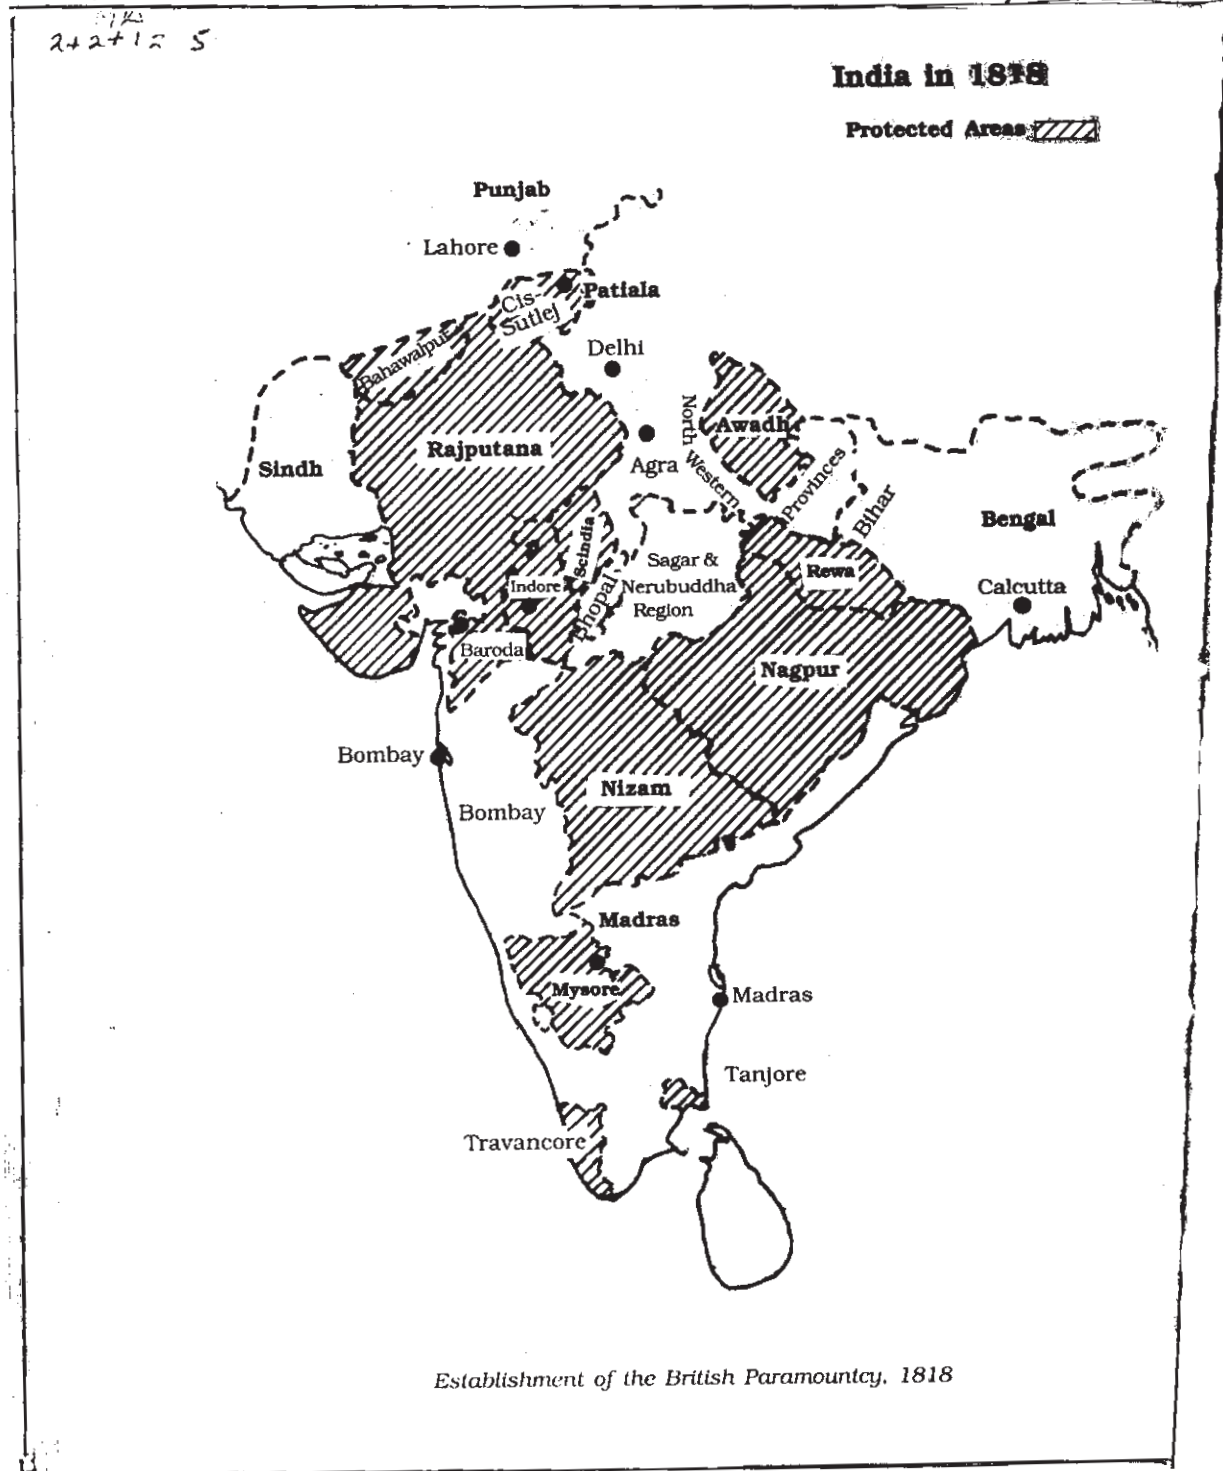 2+2+1= 5
India in 1818
Protected Areas
Punjab
Lahore
Cis-
Sutlej
Patiala
Delhi
Bahawalpur
North Western Provinces
Awadh
Rajputana
Agra
Sindh
Scindia
Bihar
Bengal
Sagar &
Nerubuddha
Region
Rewa
Indore
Bhopal
Calcutta
Baroda
Nagpur
Bombay
Nizam
Bombay
Madras
Mysore
Madras
Tanjore
Travancore
Establishment of the British Paramountcy, 1818